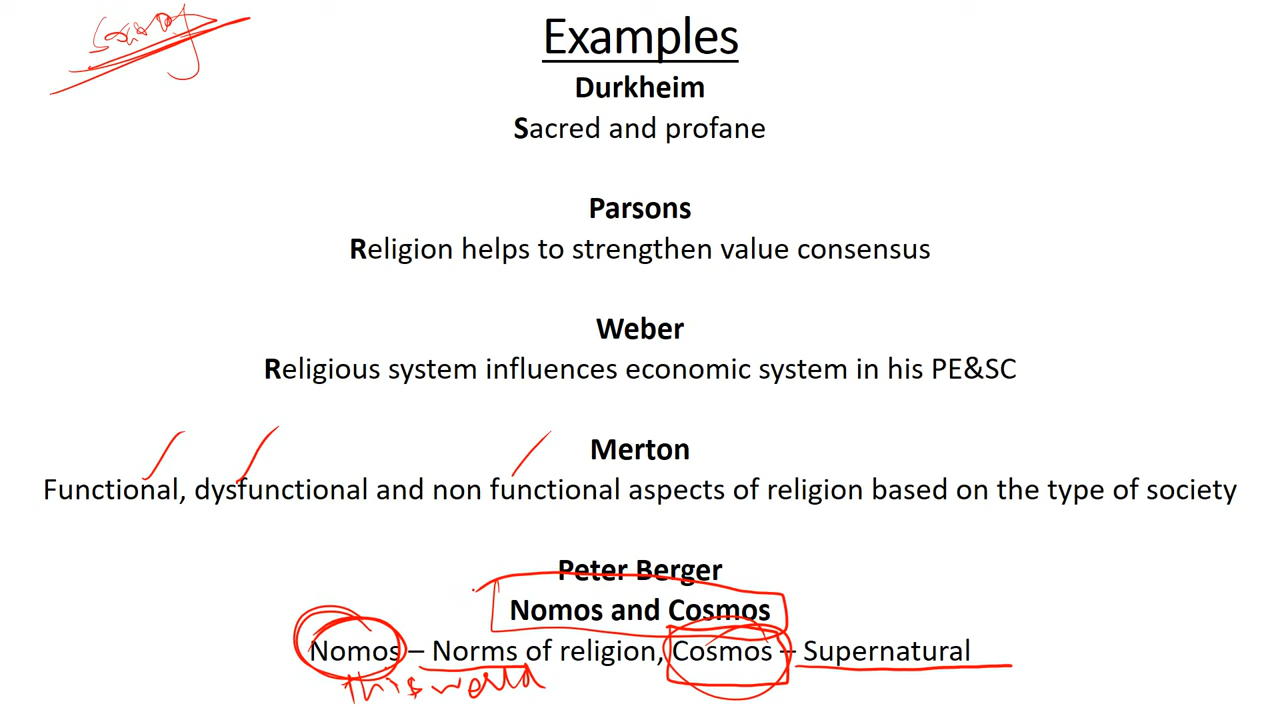 Examples
Durkheim
Sacred and profane
Parsons
Religion helps to strengthen value consensus
Weber
Religious system influences economic system in his PE&SC
Merton
Functional, dysfunctional and non functional aspects of religion based on the type of society
Peter Berger
Nomos and Cosmos
Nomos – Norms of religion, Cosmos – Supernatural
this world